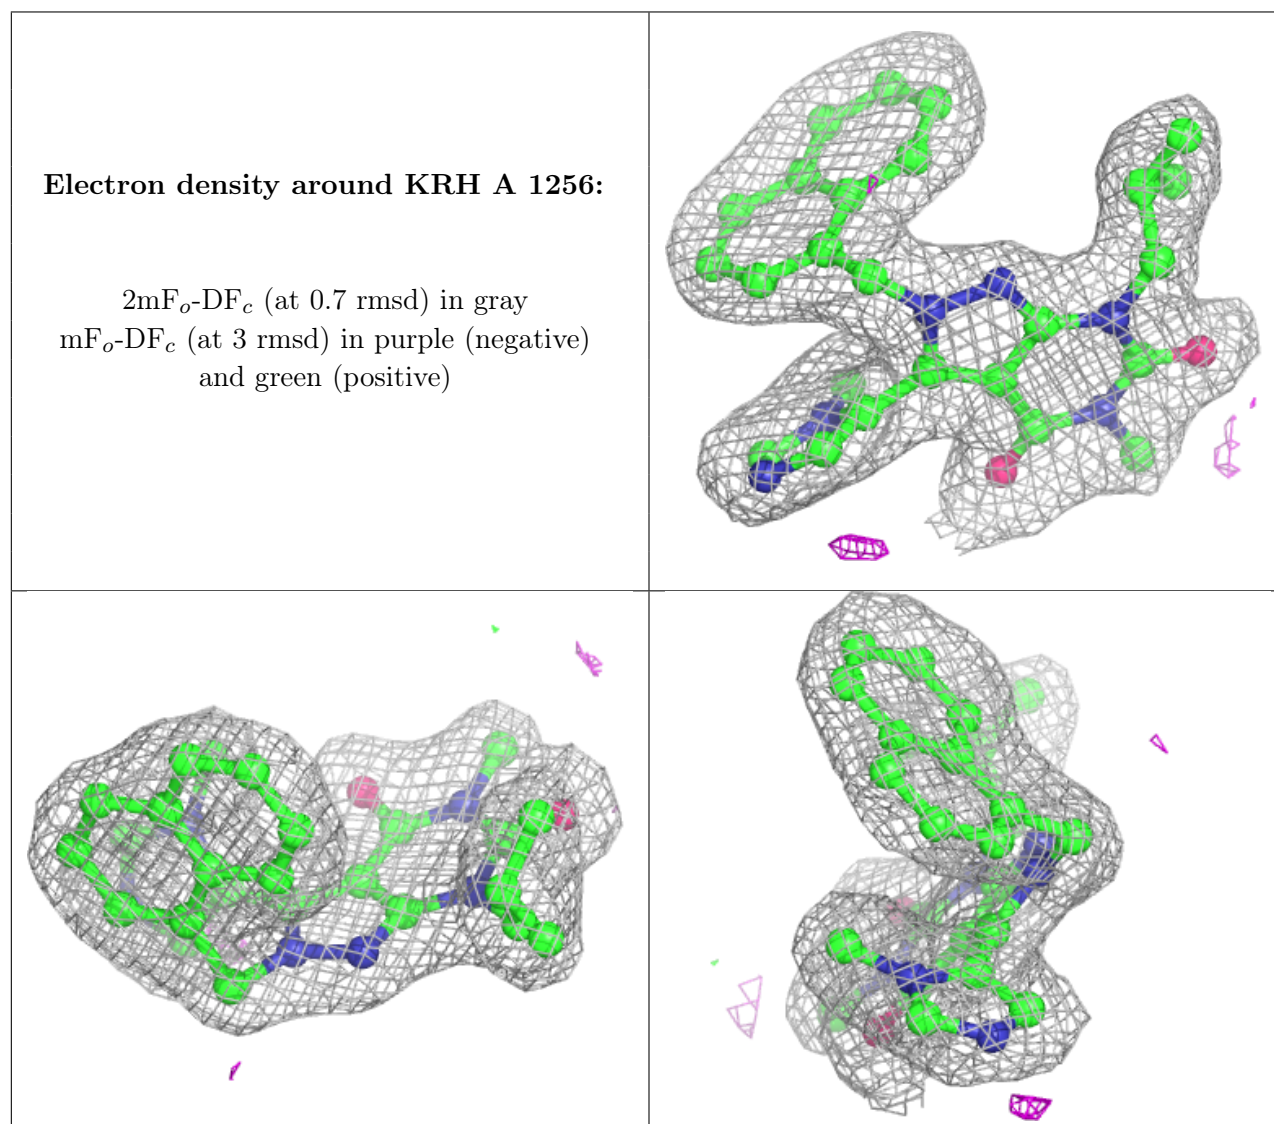 Electron density around KRH A 1256:
2mFo-DFc (at 0.7 rmsd) in gray
mFo-DFc (at 3 rmsd) in purple (negative)
and green (positive)